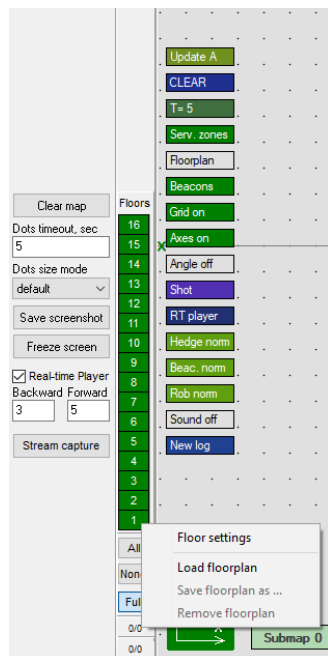 Update A
CLEAR
T= 5
Serv. zones
Floorplan
Beacons
Grid on
Axes on
Angle off
Shot
RT player
Hedge norm
Beac. norm
Rob norm
Sound off
New log
Clear map
Dots timeout, sec
5
Dots size mode
default
Save screenshot
Freeze screen
Real-time Player
Backward Forward
3 5
Stream capture
Floors
16
15
14
13
12
11
10
9
8
7
6
5
4
3
2
1
All
Non
Ful
0/0
0/0
X
Floor settings
Load floorplan
Save floorplan as ...
Remove floorplan
X
Submap 0